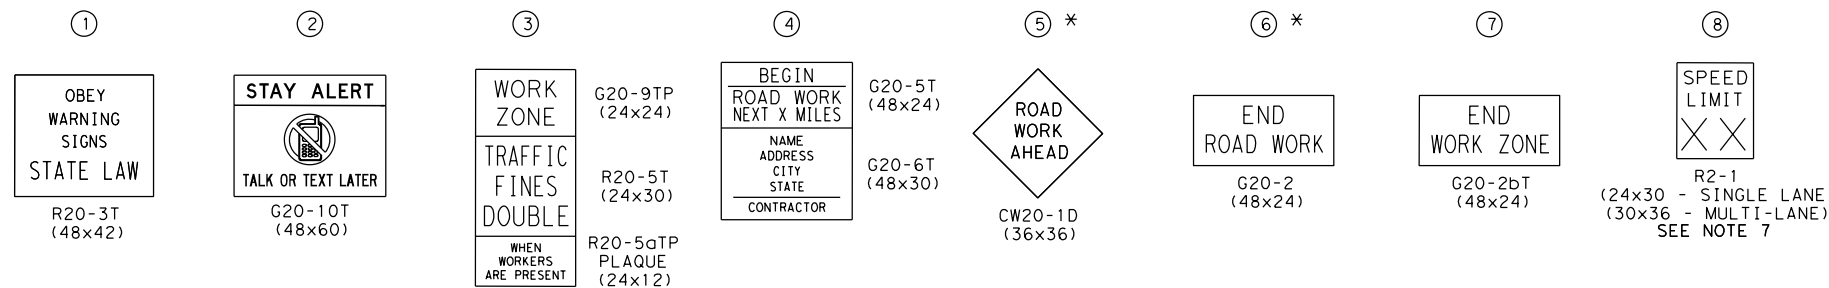 1
OBEY
WARNING
SIGNS
STATE LAW
R20-3T
(48x42)
2
STAY ALERT
TALK OR TEXT LATER
G20-10T
(48x60)
3
WORK
ZONE
G20-9TP
(24x24)
TRAFFIC
FINES
DOUBLE
R20-5T
(24x30)
WHEN
WORKERS
ARE PRESENT
R20-5aTP
PLAQUE
(24x12)
4
BEGIN
ROAD WORK
NEXT X MILES
G20-5T
(48x24)
NAME
ADDRESS
CITY
STATE
CONTRACTOR
G20-6T
(48x30)
5 *
ROAD
WORK
AHEAD
CW20-1D
(36x36)
6 *
END
ROAD WORK
G20-2
(48x24)
7
END
WORK ZONE
G20-2bT
(48x24)
8
SPEED
LIMIT
X X
R2-1
(24x30 - SINGLE LANE
(30x36 - MULTI-LANE)
SEE NOTE 7